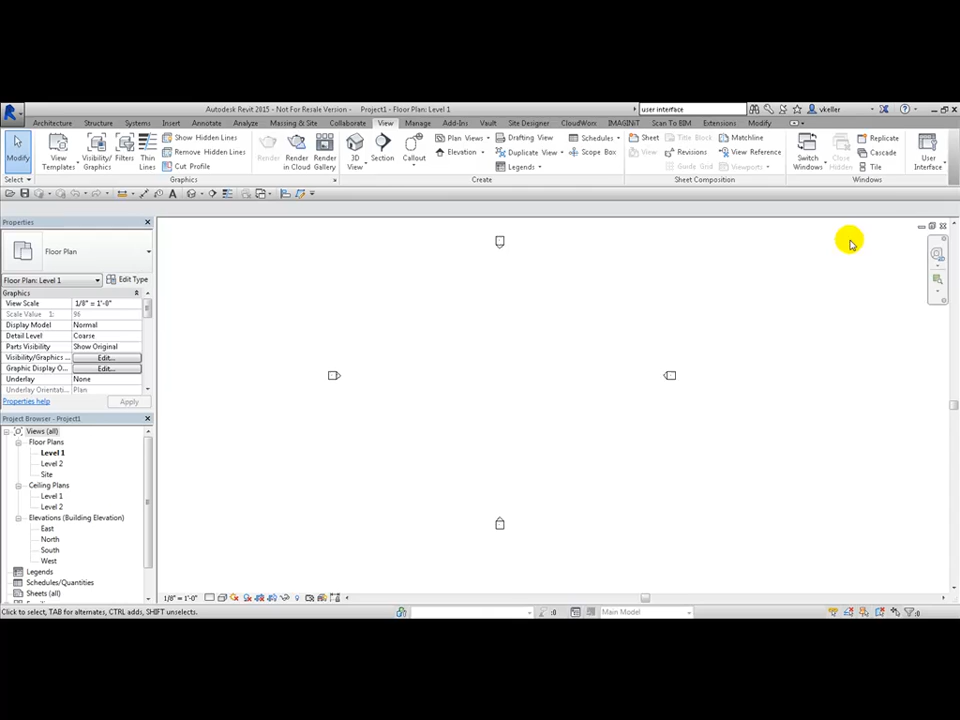 Autodesk Revit 2015 - Not For Resale Version - Project1 - Floor Plan: Level 1
user interface
vkeller
Architecture Structure Systems Insert Annotate Analyze Massing & Site Collaborate View Manage Add-Ins Vault Site Designer CloudWorx IMAGINiT Scan To BIM Extensions Modify
Modify
View Templates
Visibility/ Graphics
Filters
Thin Lines
Show Hidden Lines
Remove Hidden Lines
Cut Profile
Render
Render in Cloud
Render Gallery
3D View
Section
Callout
Plan Views
Elevation
Drafting View
Duplicate View
Legends
Schedules
Scope Box
Sheet
View
Title Block
Revisions
Guide Grid
Matchline
View Reference
Viewports
Switch Windows
Close Hidden
Replicate
Cascade
Tile
User Interface
Select Graphics Create Sheet Composition Windows
Properties
Floor Plan
Floor Plan: Level 1 Edit Type
Graphics
View Scale 1/8" = 1'-0"
Scale Value 1: 96
Display Model Normal
Detail Level Coarse
Parts Visibility Show Original
Visibility/Graphics ... Edit...
Graphic Display O... Edit...
Underlay None
Underlay Orientati... Plan
Properties help Apply
Project Browser - Project1
Views (all)
Floor Plans
Level 1
Level 2
Site
Ceiling Plans
Level 1
Level 2
Elevations (Building Elevation)
East
North
South
West
Legends
Schedules/Quantities
Sheets (all)
1/8" = 1'-0"
Click to select, TAB for alternates, CTRL adds, SHIFT unselects.
:0
Main Model
:0